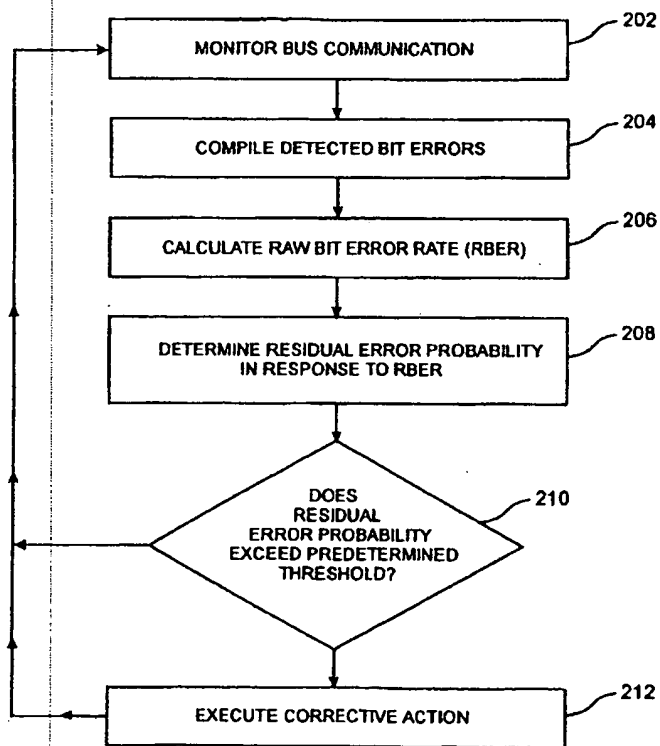 202
MONITOR BUS COMMUNICATION
204
COMPILE DETECTED BIT ERRORS
206
CALCULATE RAW BIT ERROR RATE (RBER)
208
DETERMINE RESIDUAL ERROR PROBABILITY
IN RESPONSE TO RBER
210
DOES
RESIDUAL
ERROR PROBABILITY
EXCEED PREDETERMINED
THRESHOLD?
212
EXECUTE CORRECTIVE ACTION